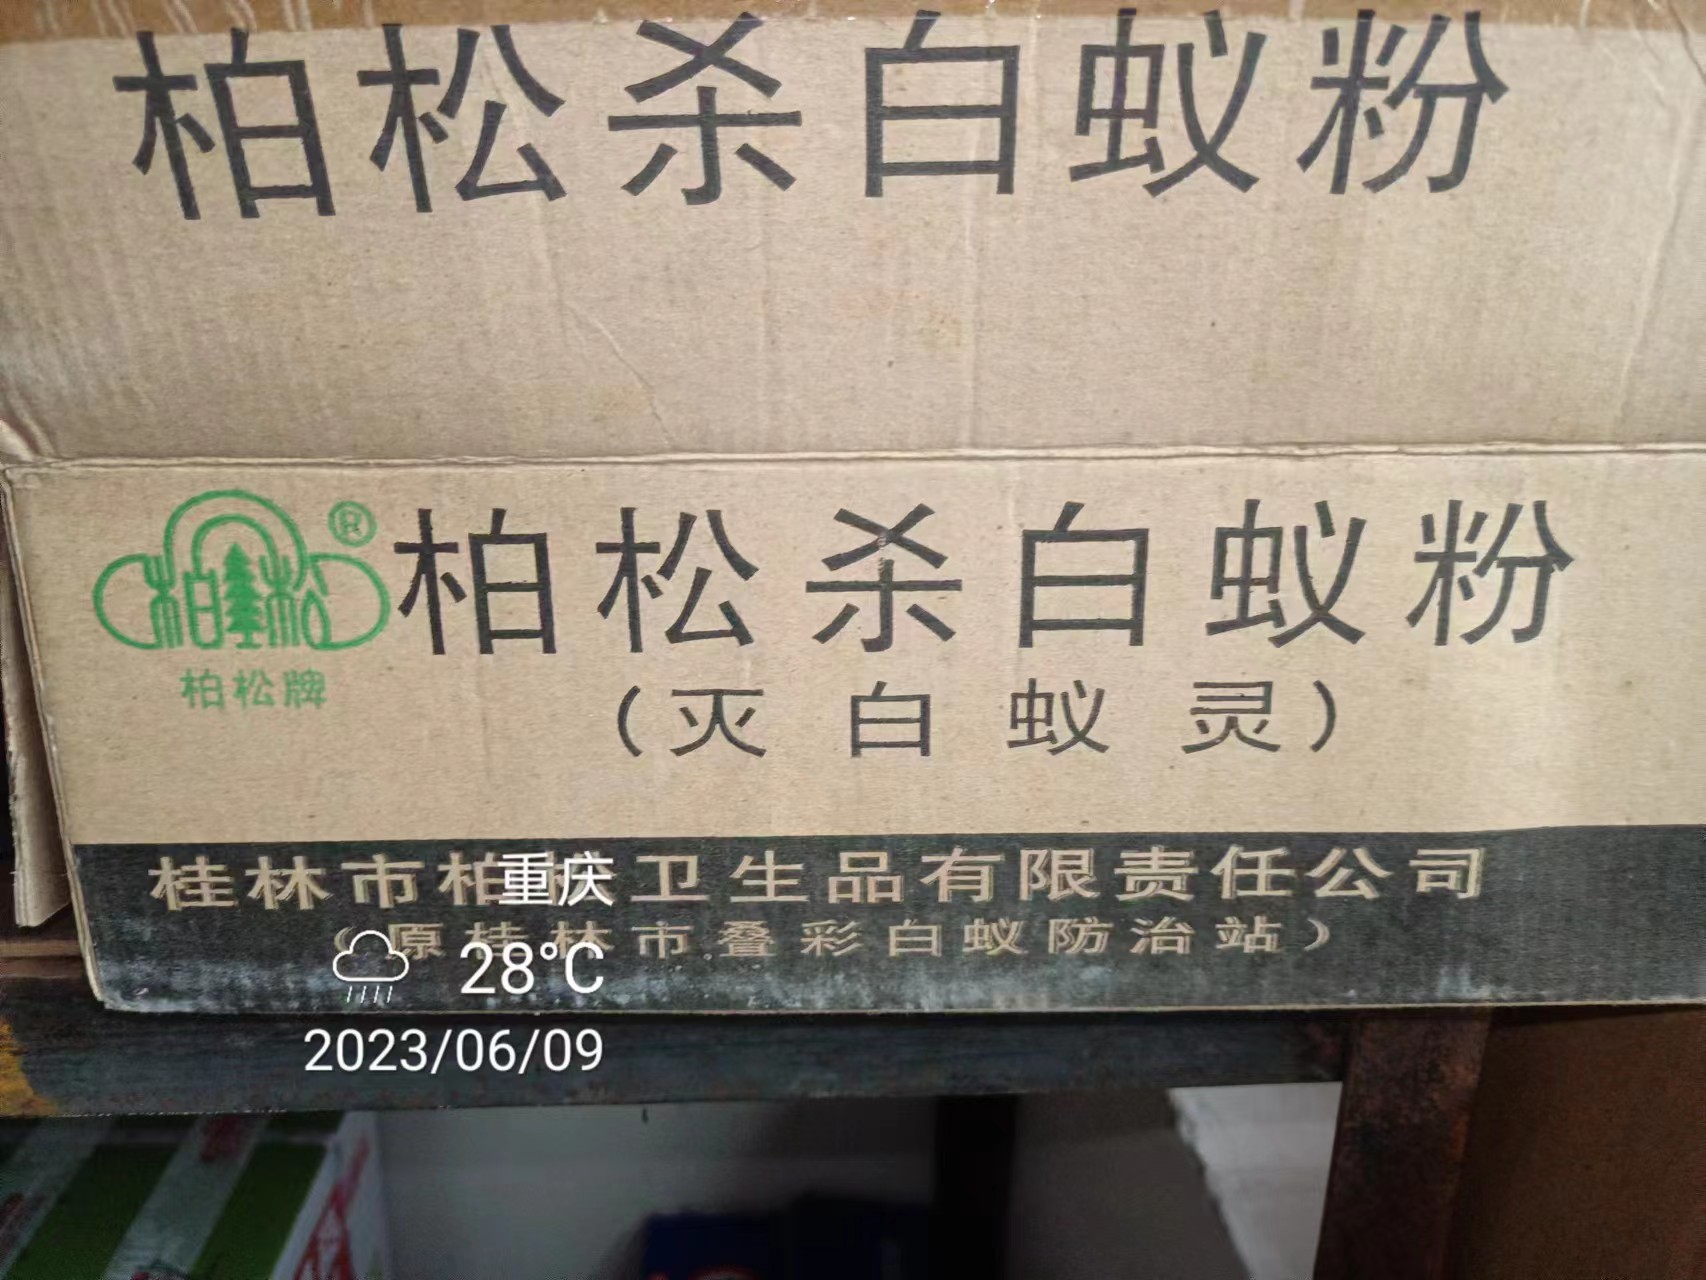 柏松杀白蚁粉
柏松
®
柏松牌
柏松杀白蚁粉
(灭白蚁灵)
桂林市柏 卫生品有限责任公司
(原桂林市叠彩白蚁防治站)
重庆
28°C
2023/06/09